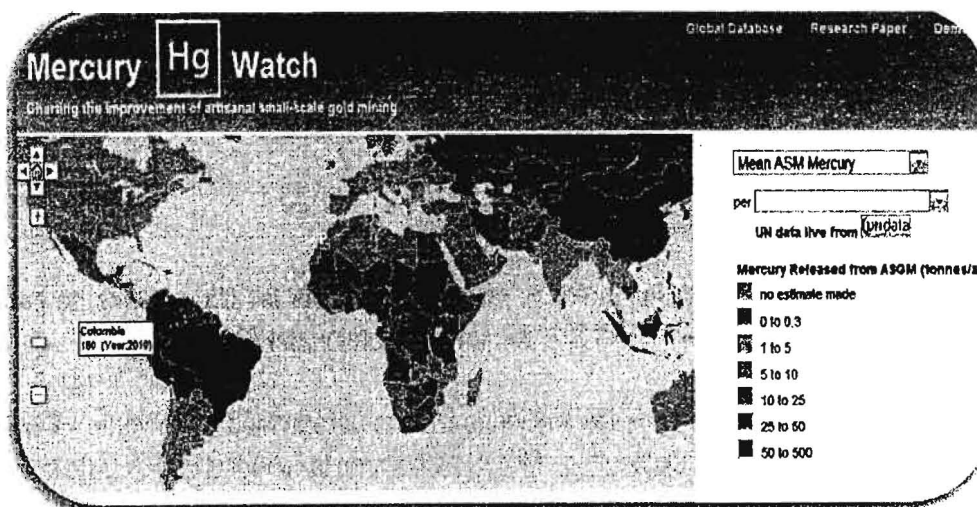 Global Database Research Paper
Mercury Hg Watch
Charting the improvement of artisanal small-scale gold mining
Mean ASM Mercury
per
UN data live from undata
Mercury Released from ASGM (tonnes/a
no estimate made
0 to 0.3
1 to 5
5 to 10
10 to 25
25 to 50
50 to 500
Colombia
180 (Year:2010)